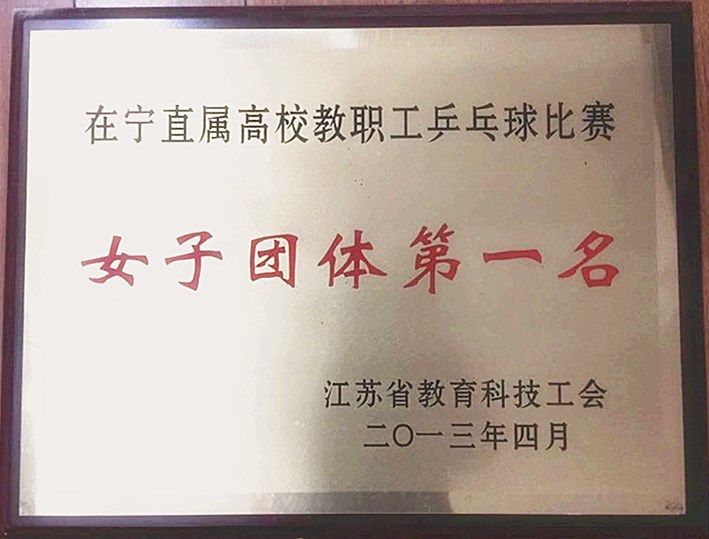 在宁直属高校教职工乒乓球比赛
女子团体第一名
江苏省教育科技工会
二〇一三年四月